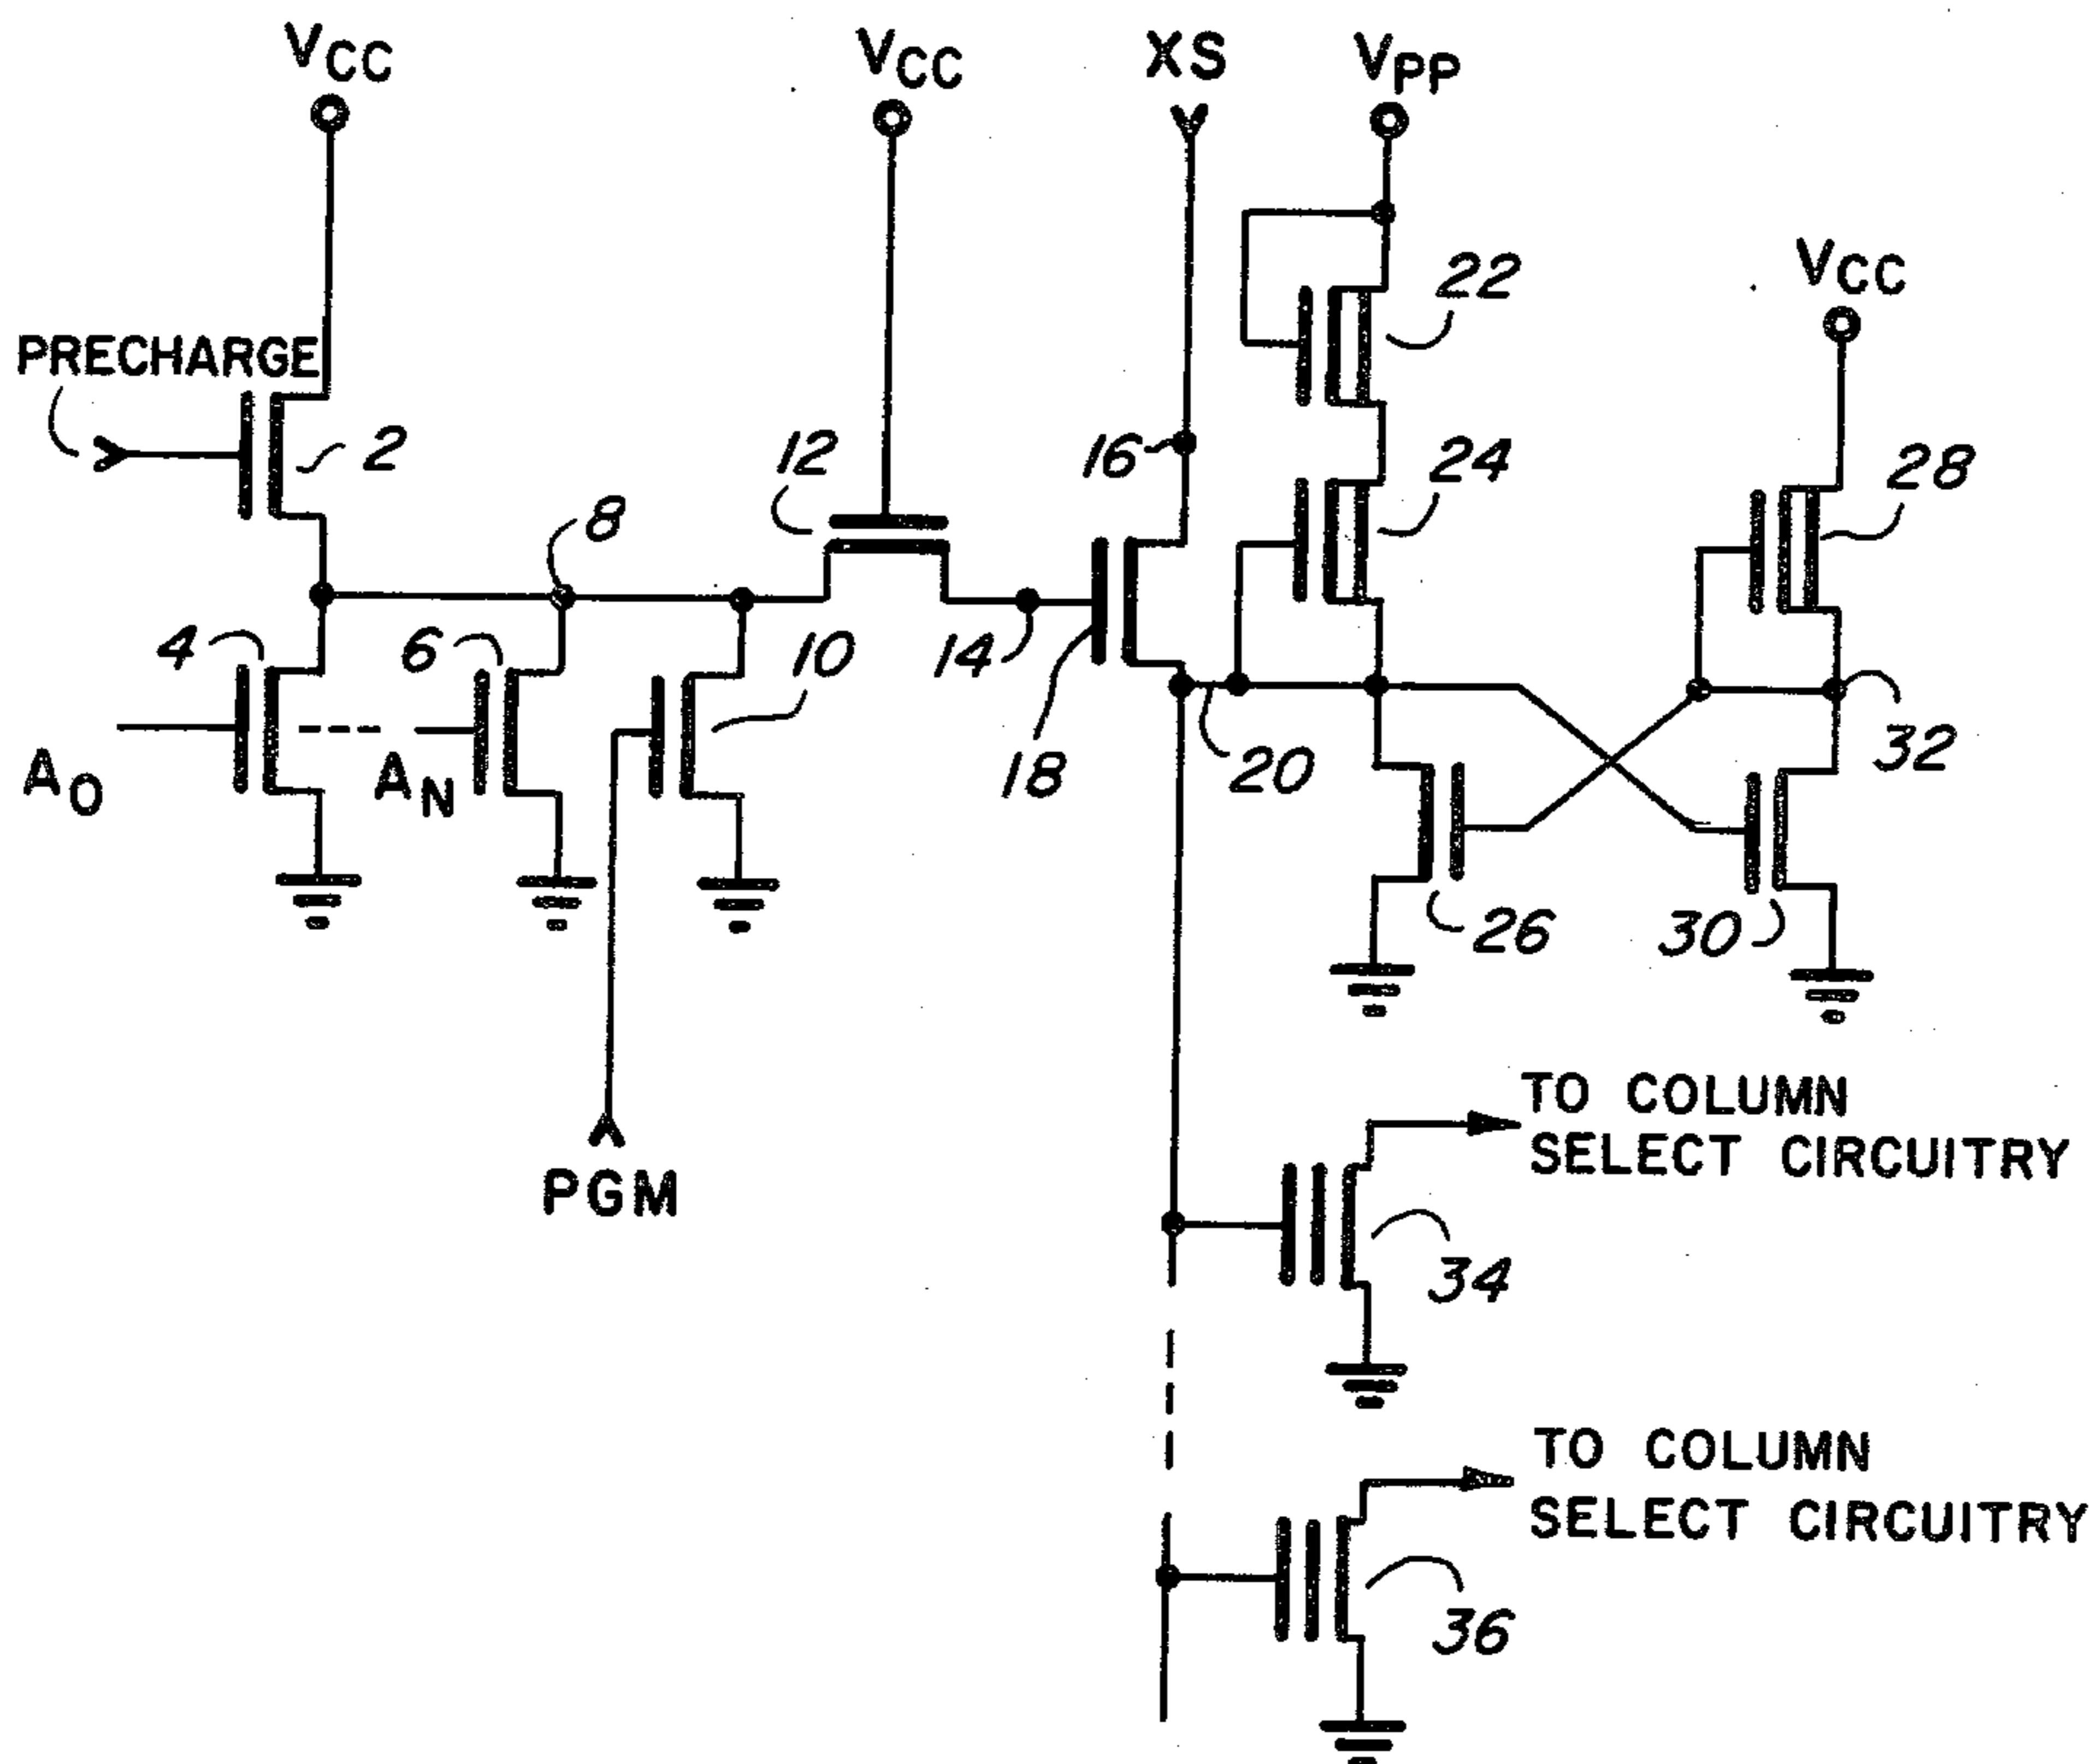 VCC
VCC
XS
VPP
VCC
PRECHARGE
2
22
24
28
12
16
8
4
6
10
14
18
20
32
A0
AN
26
30
PGM
TO COLUMN
SELECT CIRCUITRY
34
TO COLUMN
SELECT CIRCUITRY
36